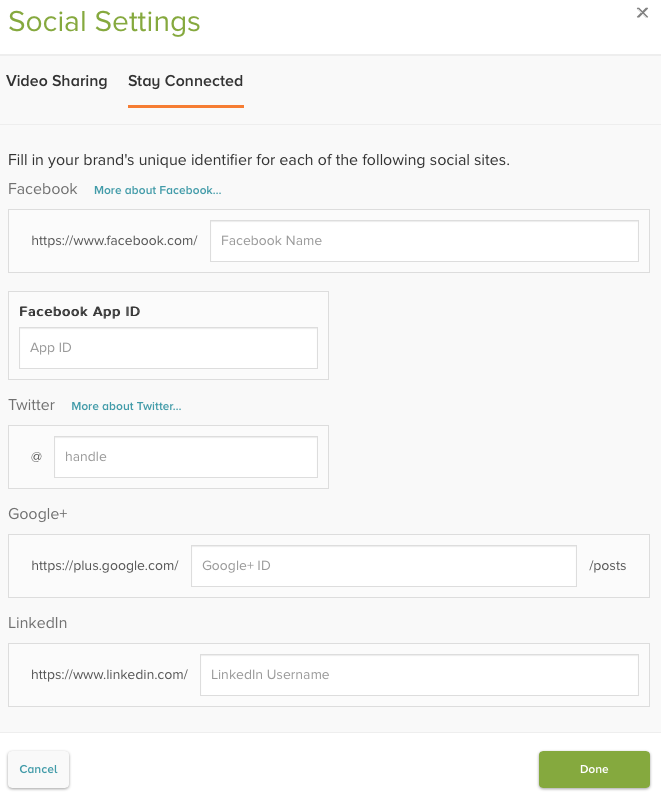 Social Settings
Video Sharing Stay Connected
Fill in your brand's unique identifier for each of the following social sites.
Facebook More about Facebook...
https://www.facebook.com/ Facebook Name
Facebook App ID
App ID
Twitter More about Twitter...
@ handle
Google+
https://plus.google.com/ Google+ ID /posts
LinkedIn
https://www.linkedin.com/ LinkedIn Username
Cancel Done